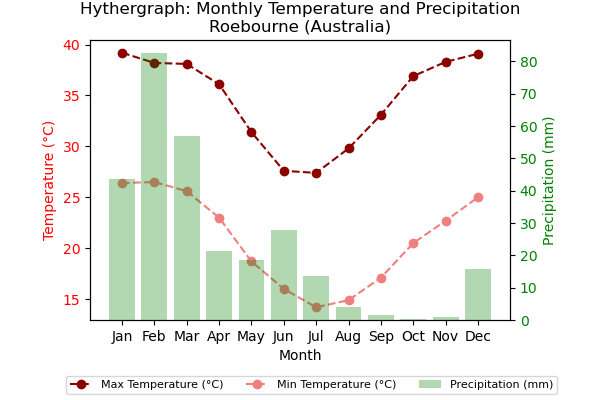 Hythergraph: Monthly Temperature and Precipitation
Roebourne (Australia)
40
35
30
25
20
15
Temperature (°C)
80
70
60
50
40
30
20
10
0
Precipitation (mm)
Jan Feb Mar Apr May Jun Jul Aug Sep Oct Nov Dec
Month
Max Temperature (°C) Min Temperature (°C) Precipitation (mm)